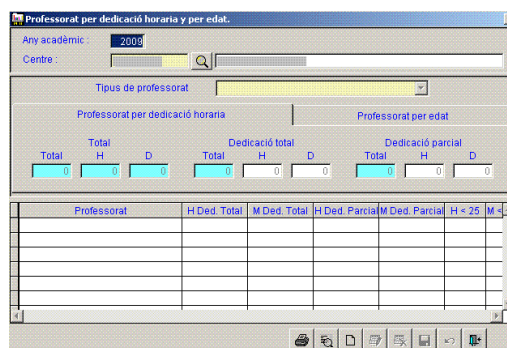 Professorat per dedicació horaria y per edat.
Any acadèmic : 2009
Centre :
Tipus de professorat
Professorat per dedicació horaria Professorat per edat
Total Dedicació total Dedicació parcial
Total H D Total H D Total H D
0 0 0 0 0 0 0 0 0
Professorat H Ded. Total M Ded. Total H Ded. Parcial M Ded. Parcial H < 25 M <